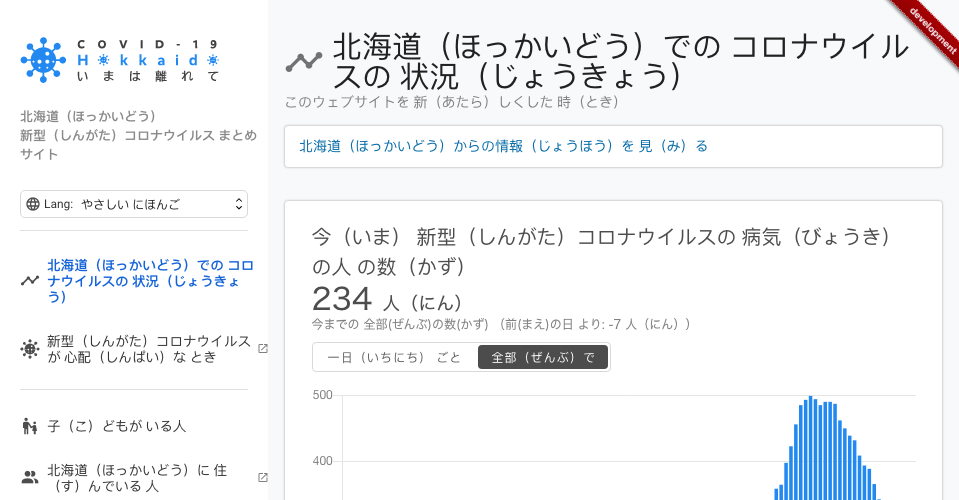 COVID-19
Hokkaido
いまは離れて
北海道（ほっかいどう）
新型（しんがた）コロナウイルス まとめ
サイト
Lang: やさしい にほんご
北海道（ほっかいどう）での コロ
ナウイルスの 状況（じょうきょ
う）
新型（しんがた）コロナウイルス
が 心配（しんぱい）な とき
子（こ）どもが いる人
北海道（ほっかいどう）に 住
（す）んでいる 人
development
北海道（ほっかいどう）での コロナウイル
スの 状況（じょうきょう）
このウェブサイトを 新（あたら）しくした 時（とき）
北海道（ほっかいどう）からの情報（じょうほう）を 見（み）る
今（いま） 新型（しんがた）コロナウイルスの 病気（びょうき）
の人 の数（かず）
234 人（にん）
今までの 全部(ぜんぶ)の数(かず) （前(まえ)の日 より: -7 人（にん））
一日（いちにち） ごと
全部（ぜんぶ）で
500
400